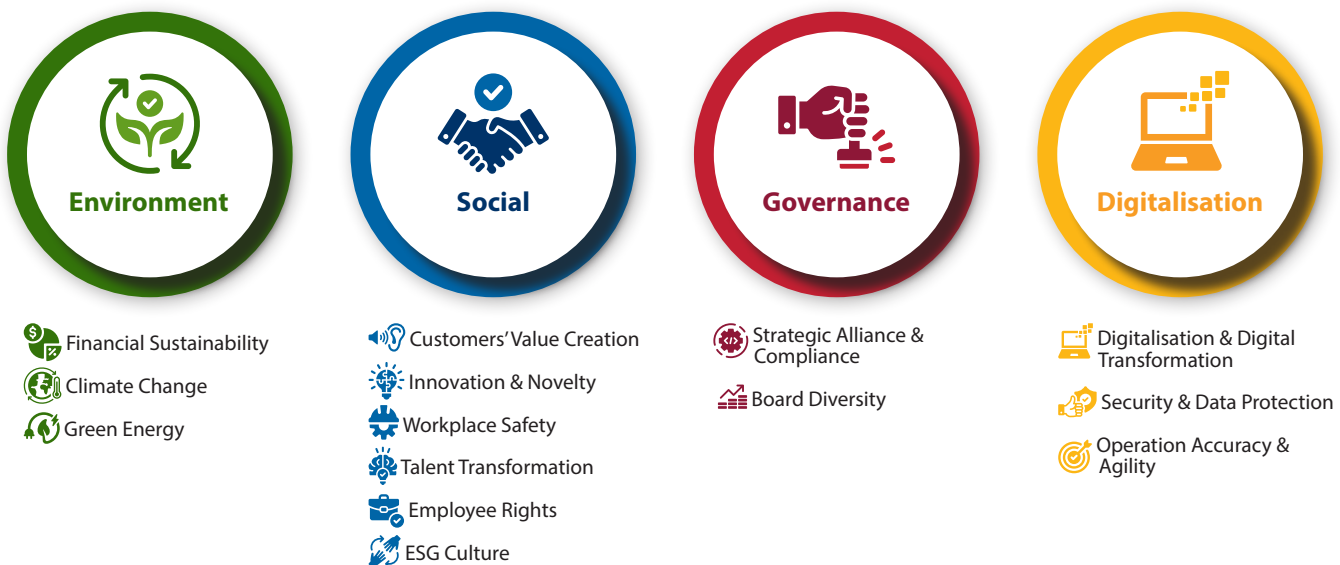 Environment
Financial Sustainability
Climate Change
Green Energy
Social
Customers' Value Creation
Innovation & Novelty
Workplace Safety
Talent Transformation
Employee Rights
ESG Culture
Governance
Strategic Alliance &
Compliance
Board Diversity
Digitalisation
Digitalisation & Digital
Transformation
Security & Data Protection
Operation Accuracy &
Agility